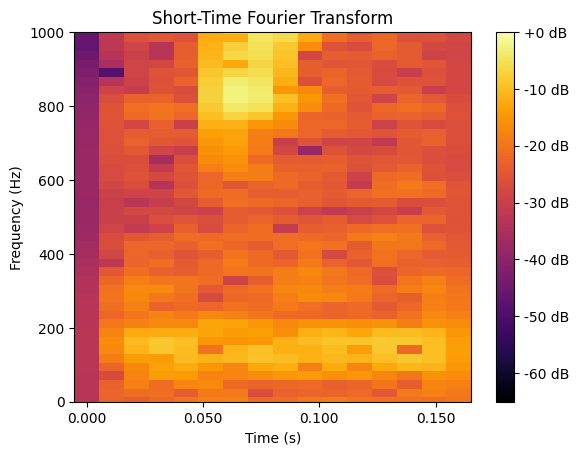 Short-Time Fourier Transform
1000
800
600
400
200
0
Frequency (Hz)
0.000
0.050
0.100
0.150
Time (s)
+0 dB
-10 dB
-20 dB
-30 dB
-40 dB
-50 dB
-60 dB